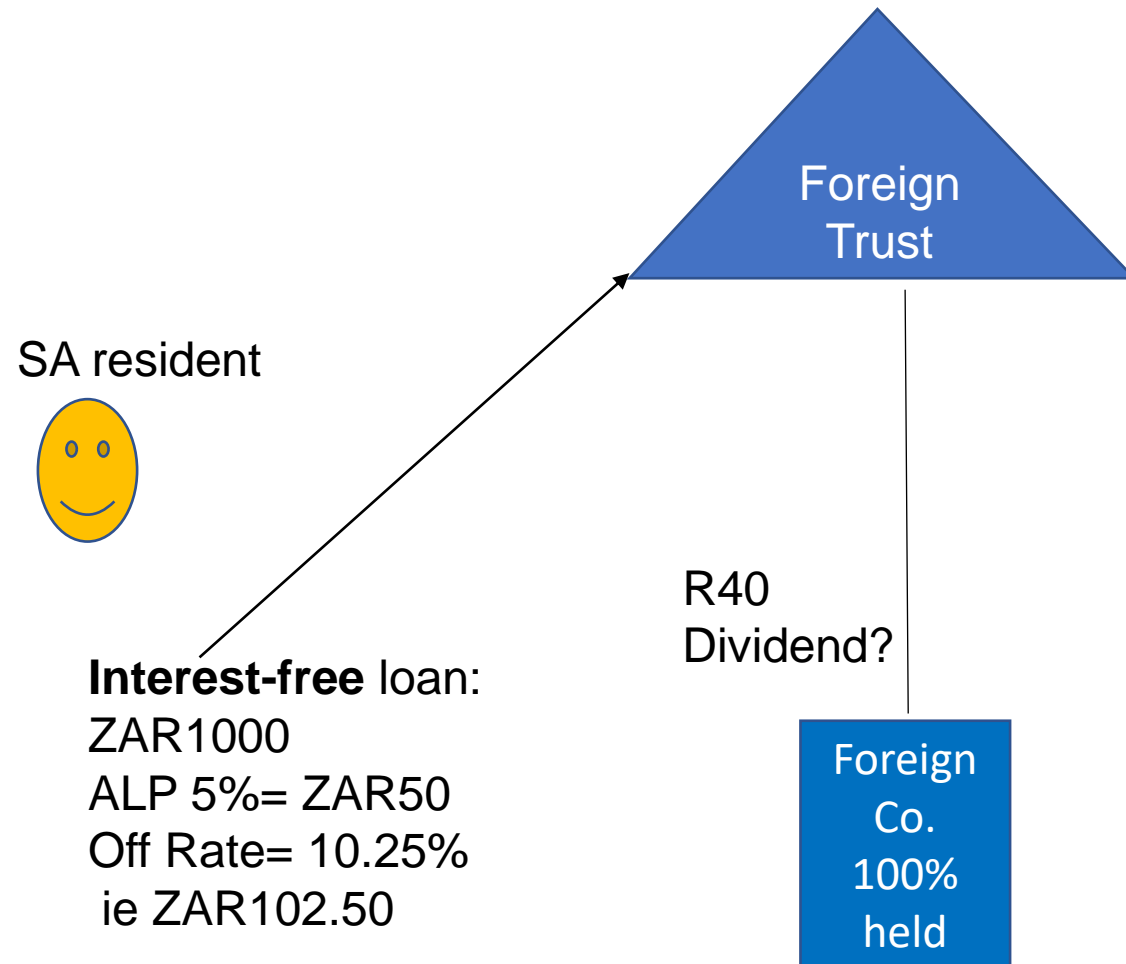 Foreign
Trust
SA resident
Interest-free loan:
ZAR1000
ALP 5%= ZAR50
Off Rate= 10.25%
ie ZAR102.50
R40
Dividend?
Foreign
Co.
100%
held